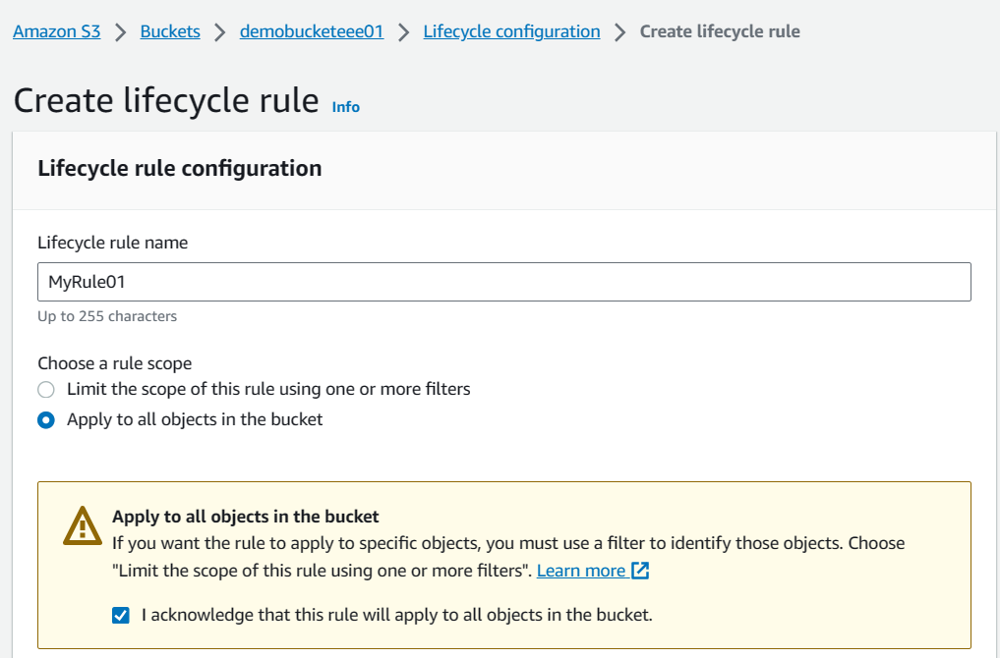 Amazon S3 > Buckets > demobucketeee01 > Lifecycle configuration > Create lifecycle rule
Create lifecycle rule Info
Lifecycle rule configuration
Lifecycle rule name
MyRule01
Up to 255 characters
Choose a rule scope
Limit the scope of this rule using one or more filters
Apply to all objects in the bucket
Apply to all objects in the bucket
If you want the rule to apply to specific objects, you must use a filter to identify those objects. Choose
"Limit the scope of this rule using one or more filters". Learn more
I acknowledge that this rule will apply to all objects in the bucket.